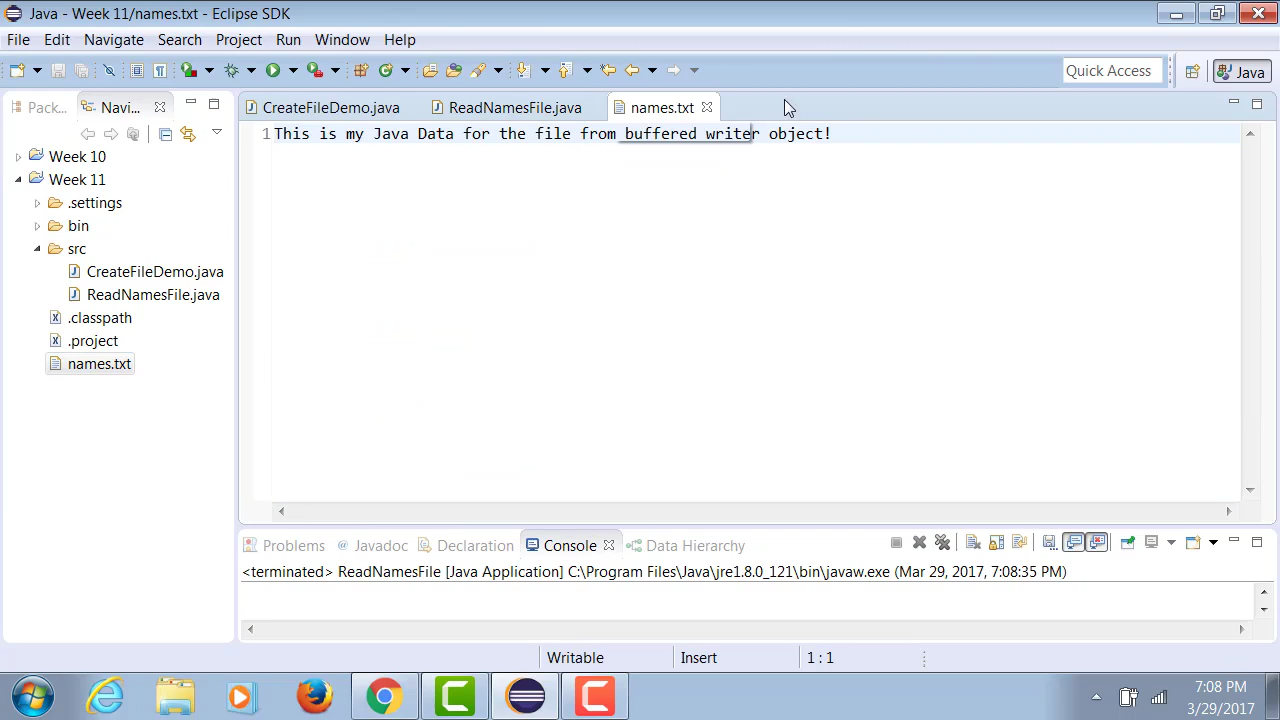 Java - Week 11/names.txt - Eclipse SDK
File Edit Navigate Search Project Run Window Help
Quick Access
Java
Pack...
Navi...
CreateFileDemo.java
ReadNamesFile.java
names.txt
1 This is my Java Data for the file from buffered writer object!
Week 10
Week 11
.settings
bin
src
CreateFileDemo.java
ReadNamesFile.java
.classpath
.project
names.txt
Problems
@ Javadoc
Declaration
Console
Data Hierarchy
<terminated> ReadNamesFile [Java Application] C:\Program Files\Java\jre1.8.0_121\bin\javaw.exe (Mar 29, 2017, 7:08:35 PM)
Writable
Insert
1 : 1
7:08 PM
3/29/2017